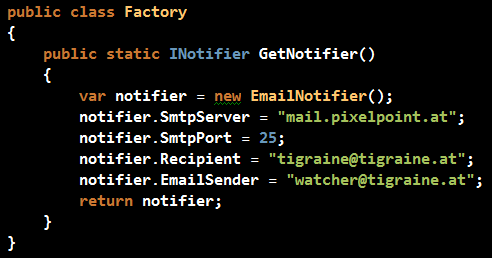 public class Factory
{
    public static INotifier GetNotifier()
    {
        var notifier = new EmailNotifier();
        notifier.SmtpServer = "mail.pixelpoint.at";
        notifier.SmtpPort = 25;
        notifier.Recipient = "tigraine@tigraine.at";
        notifier.EmailSender = "watcher@tigraine.at";
        return notifier;
    }
}